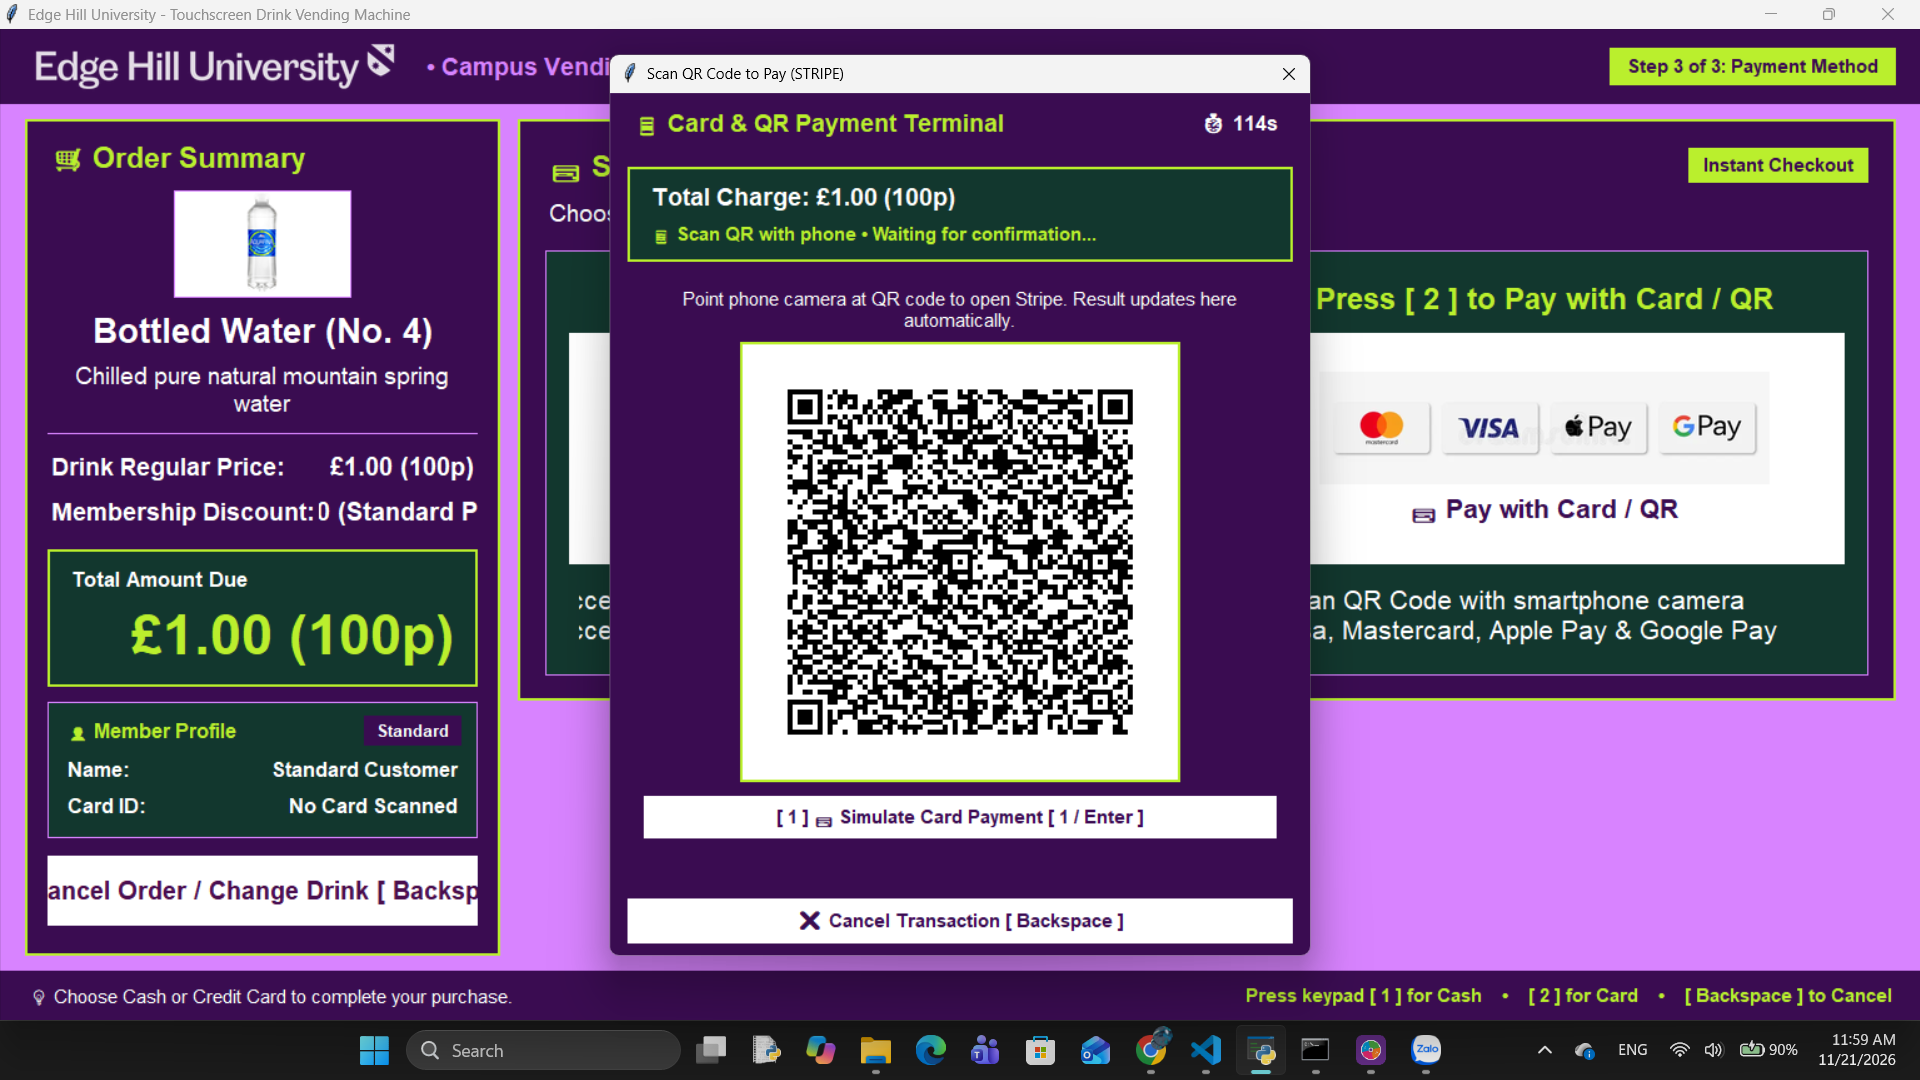 Edge Hill University - Touchscreen Drink Vending Machine
Edge Hill University
• Campus Vendi
Step 3 of 3: Payment Method
Order Summary
AQUAFINA
Bottled Water (No. 4)
Chilled pure natural mountain spring
water
Drink Regular Price: £1.00 (100p)
Membership Discount:0 (Standard P
Total Amount Due
£1.00 (100p)
Member Profile
Standard
Name: Standard Customer
Card ID: No Card Scanned
ancel Order / Change Drink [ Backsp
S
Choos
cce
cce
Scan QR Code to Pay (STRIPE)
Card & QR Payment Terminal
114s
Total Charge: £1.00 (100p)
Scan QR with phone • Waiting for confirmation...
Point phone camera at QR code to open Stripe. Result updates here
automatically.
[ 1 ] Simulate Card Payment [ 1 / Enter ]
Cancel Transaction [ Backspace ]
Instant Checkout
Press [ 2 ] to Pay with Card / QR
mastercard
VISA
Pay
G Pay
Pay with Card / QR
an QR Code with smartphone camera
a, Mastercard, Apple Pay & Google Pay
Choose Cash or Credit Card to complete your purchase.
Press keypad [ 1 ] for Cash • [ 2 ] for Card • [ Backspace ] to Cancel
Search
Zalo
ENG
90%
11:59 AM
11/21/2026